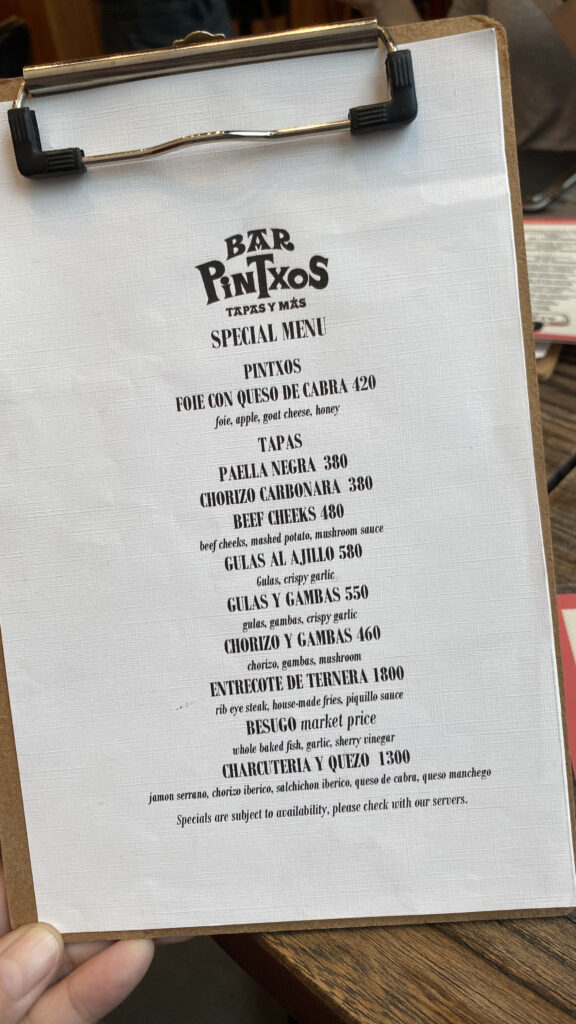 BAR
PINTXOS
TAPAS Y MÁS
SPECIAL MENU
PINTXOS
FOIE CON QUESO DE CABRA 420
foie, apple, goat cheese, honey
TAPAS
PAELLA NEGRA 380
CHORIZO CARBONARA 380
BEEF CHEEKS 480
beef cheeks, mashed potato, mushroom sauce
GULAS AL AJILLO 580
Gulas, crispy garlic
GULAS Y GAMBAS 550
gulas, gambas, crispy garlic
CHORIZO Y GAMBAS 460
chorizo, gambas, mushroom
ENTRECOTE DE TERNERA 1800
rib eye steak, house-made fries, piquillo sauce
BESUGO market price
whole baked fish, garlic, sherry vinegar
CHARCUTERIA Y QUEZO 1300
jamon serrano, chorizo iberico, salchichon iberico, queso de cabra, queso manchego
Specials are subject to availability, please check with our servers.